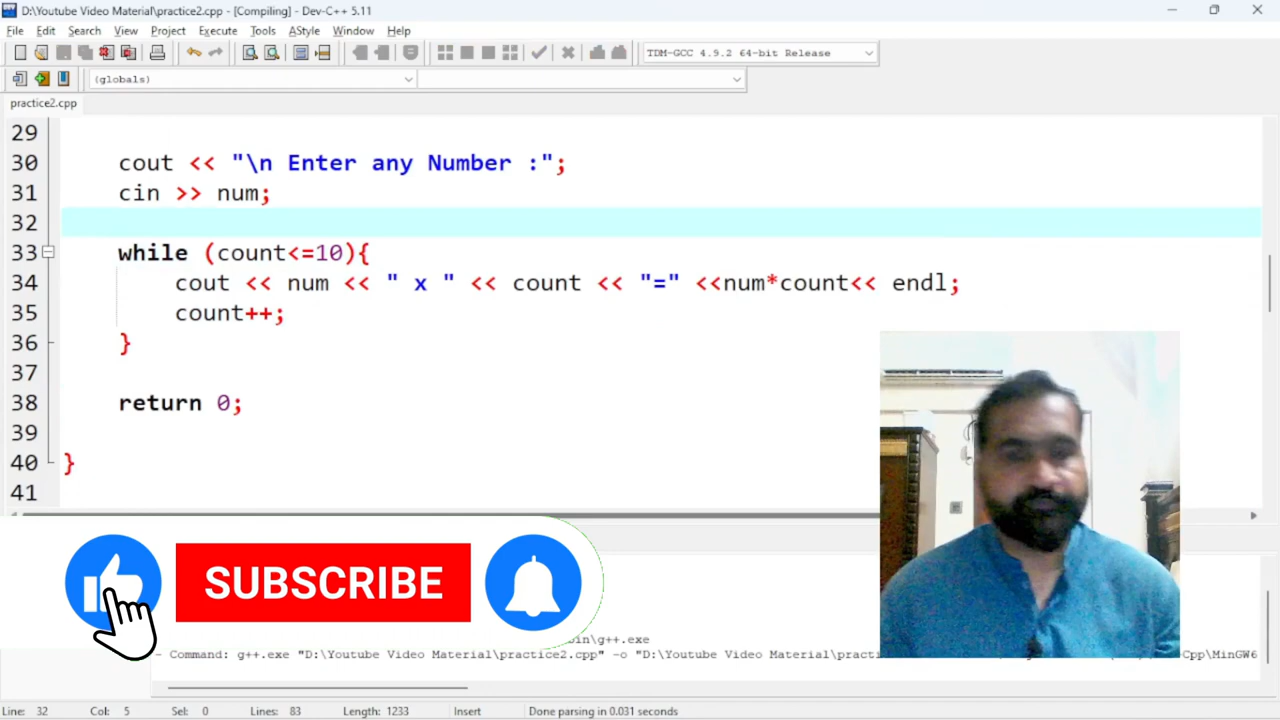 D:\Youtube Video Material\practice2.cpp - [Compiling] - Dev-C++ 5.11
File Edit Search View Project Execute Tools AStyle Window Help
TDM-GCC 4.9.2 64-bit Release
(globals)
practice2.cpp
29
30 cout << "\n Enter any Number :";
31 cin >> num;
32
33 while (count<=10){
34 cout << num << " x " << count << "=" <<num*count<< endl;
35 count++;
36 }
37
38 return 0;
39
40 }
41
SUBSCRIBE
bin\g++.exe
- Command: g++.exe "D:\Youtube Video Material\practice2.cpp" -o "D:\Youtube Video Material\practi
Cpp\MinGW6
Line: 32 Col: 5 Sel: 0 Lines: 83 Length: 1233 Insert Done parsing in 0.031 seconds